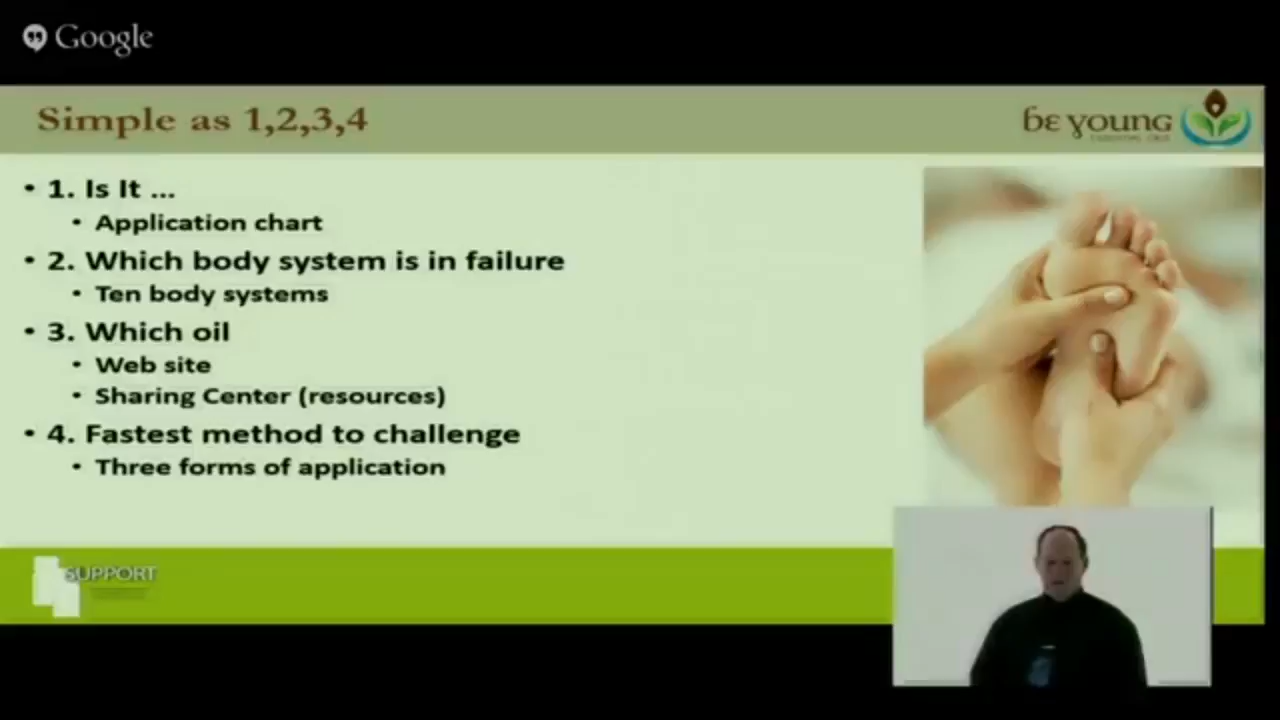 Google
Simple as 1,2,3,4
be young
• 1. Is It ...
• Application chart
• 2. Which body system is in failure
• Ten body systems
• 3. Which oil
• Web site
• Sharing Center (resources)
• 4. Fastest method to challenge
• Three forms of application
SUPPORT